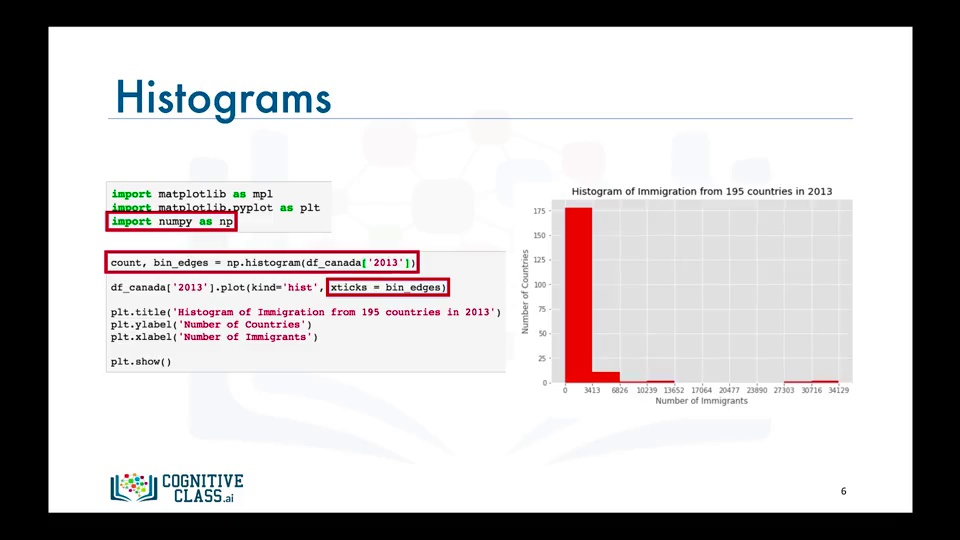 Histograms
import matplotlib as mpl
import matplotlib.pyplot as plt
import numpy as np
count, bin_edges = np.histogram(df_canada['2013'])
df_canada['2013'].plot(kind='hist', xticks = bin_edges)
plt.title('Histogram of Immigration from 195 countries in 2013')
plt.ylabel('Number of Countries')
plt.xlabel('Number of Immigrants')
plt.show()
Histogram of Immigration from 195 countries in 2013
Number of Countries
175
150
125
100
75
50
25
0
0 3413 6826 10239 13652 17064 20477 23890 27303 30716 34129
Number of Immigrants
COGNITIVE
CLASS.ai
6